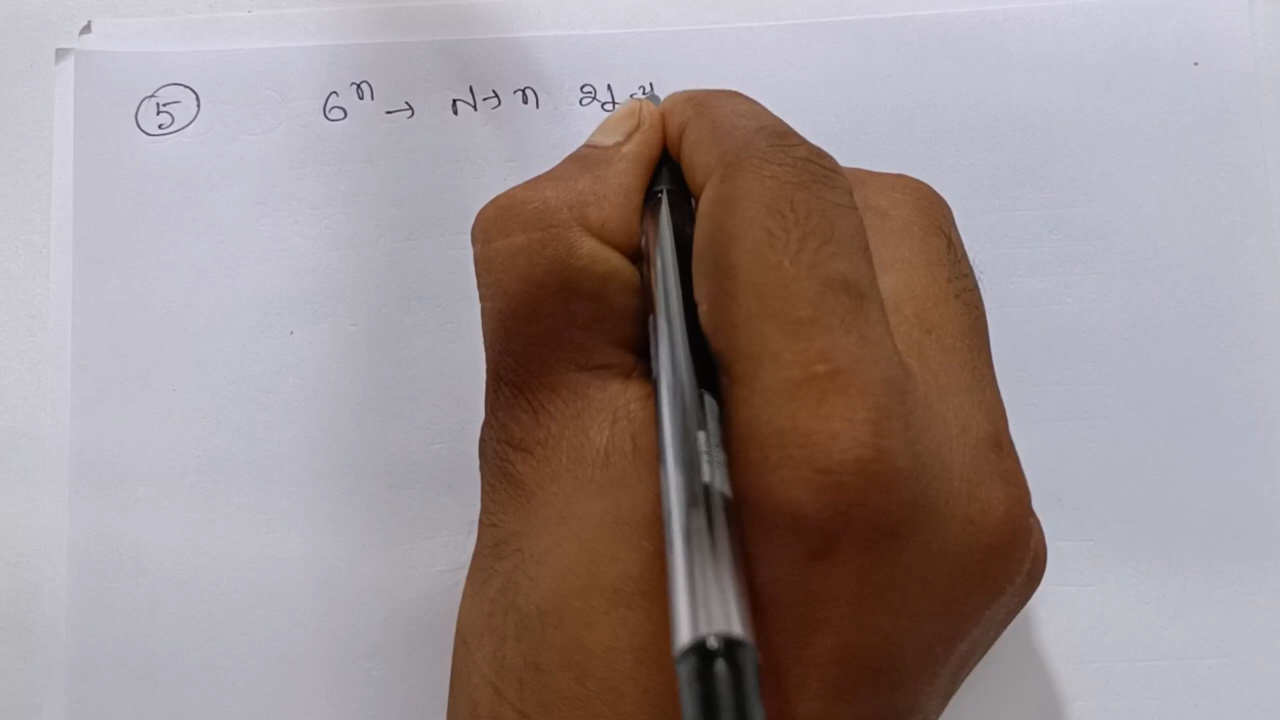 ⑤ 6ⁿ → N → n